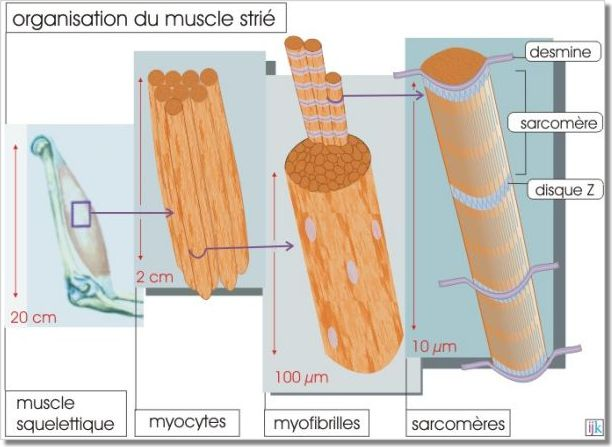 organisation du muscle strié
desmine
sarcomère
disque Z
20 cm
2 cm
100 µm
10 µm
muscle
squelettique
myocytes
myofibrilles
sarcomères
ijk